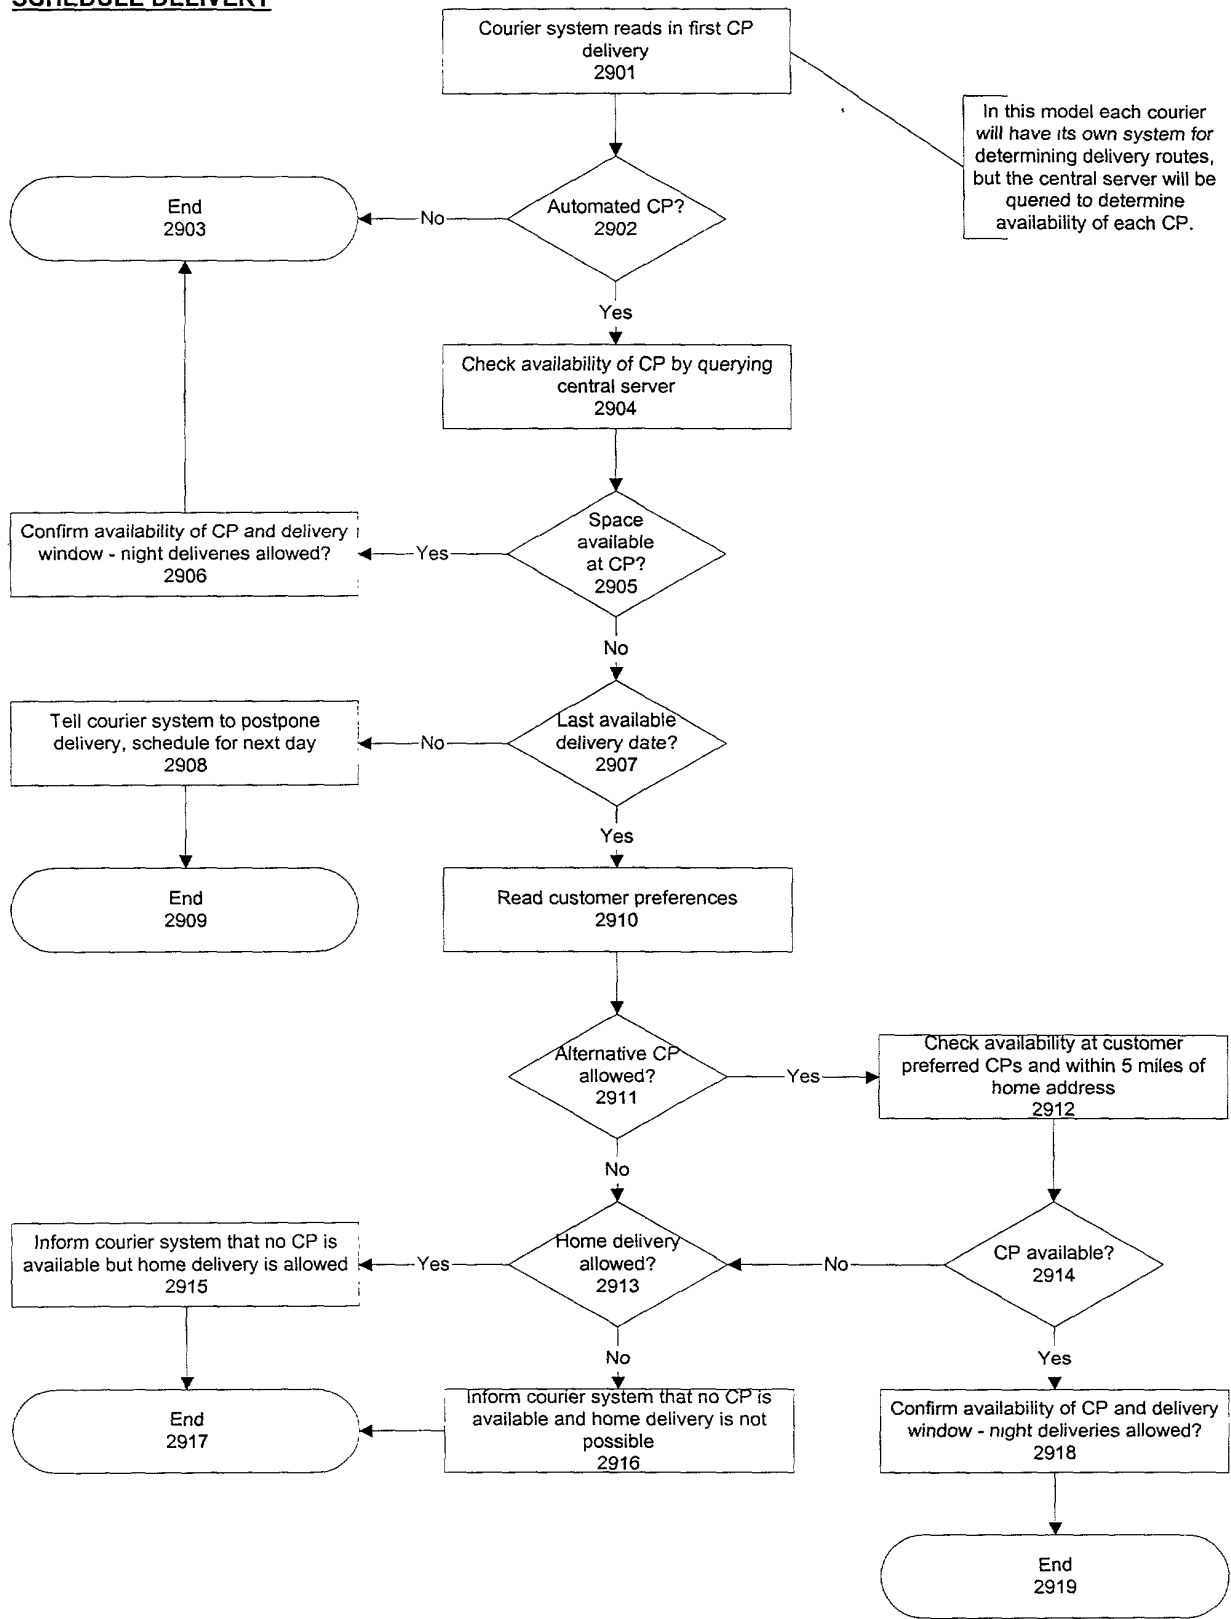 SCHEDULE DELIVERY
Courier system reads in first CP
delivery
2901
In this model each courier
will have its own system for
determining delivery routes,
but the central server will be
queried to determine
availability of each CP.
Automated CP?
2902
No
End
2903
Yes
Check availability of CP by querying
central server
2904
Space
available
at CP?
2905
Yes
Confirm availability of CP and delivery
window - night deliveries allowed?
2906
No
Last available
delivery date?
2907
No
Tell courier system to postpone
delivery, schedule for next day
2908
Yes
End
2909
Read customer preferences
2910
Alternative CP
allowed?
2911
Yes
Check availability at customer
preferred CPs and within 5 miles of
home address
2912
No
Home delivery
allowed?
2913
Yes
Inform courier system that no CP is
available but home delivery is allowed
2915
No
CP available?
2914
No
Yes
End
2917
Inform courier system that no CP is
available and home delivery is not
possible
2916
Confirm availability of CP and delivery
window - night deliveries allowed?
2918
End
2919